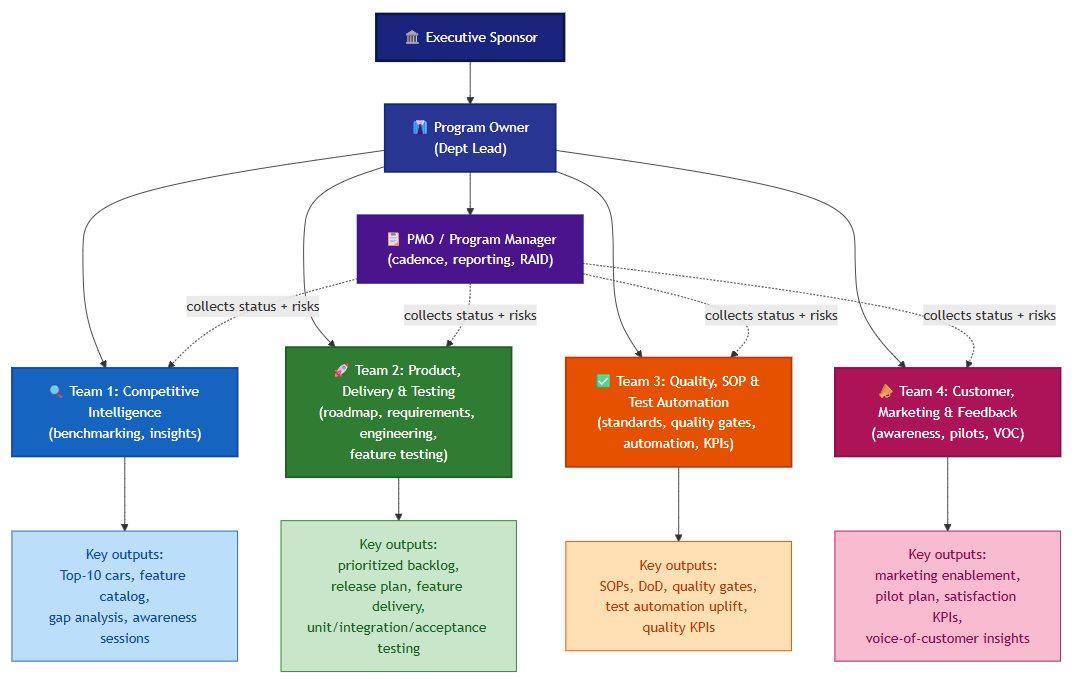 🏛️ Executive Sponsor
👖 Program Owner
(Dept Lead)
📋 PMO / Program Manager
(cadence, reporting, RAID)
collects status + risks
collects status + risks
collects status + risks
collects status + risks
🔍 Team 1: Competitive
Intelligence
(benchmarking, insights)
🚀 Team 2: Product,
Delivery & Testing
(roadmap, requirements,
engineering,
feature testing)
✅ Team 3: Quality, SOP &
Test Automation
(standards, quality gates,
automation, KPIs)
📣 Team 4: Customer,
Marketing & Feedback
(awareness, pilots, VOC)
Key outputs:
Top-10 cars, feature
catalog,
gap analysis, awareness
sessions
Key outputs:
prioritized backlog,
release plan, feature
delivery,
unit/integration/acceptance
testing
Key outputs:
SOPs, DoD, quality gates,
test automation uplift,
quality KPIs
Key outputs:
marketing enablement,
pilot plan, satisfaction
KPIs,
voice-of-customer insights